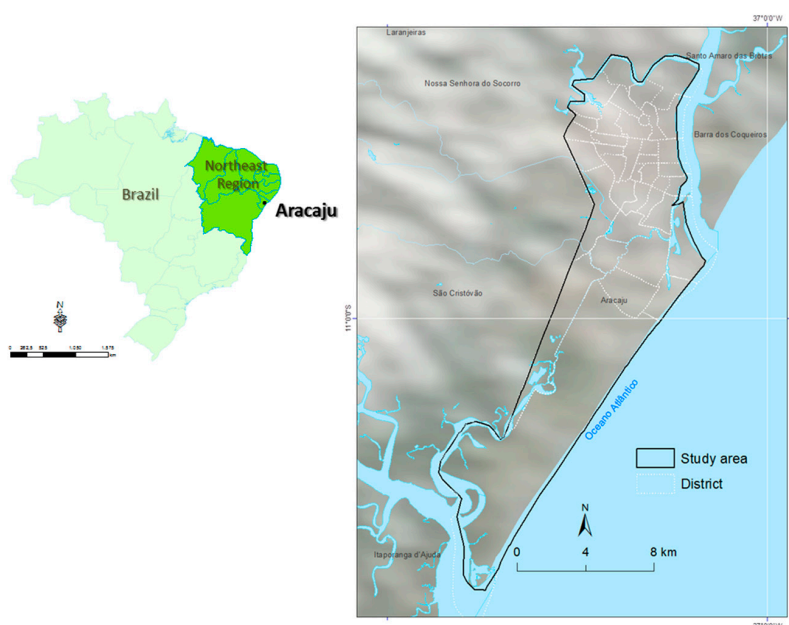 Northeast
Region
Brazil
Aracaju
N
km
37°0'0"W
Laranjeiras
Santo Amaro das Brotas
Nossa Senhora do Socorro
Barra dos Coqueiros
São Cristóvão
Aracaju
11°0'0"S
Oceano Atlântico
Study area
District
N
0 4 8 km
Itaporanga d'Ajuda